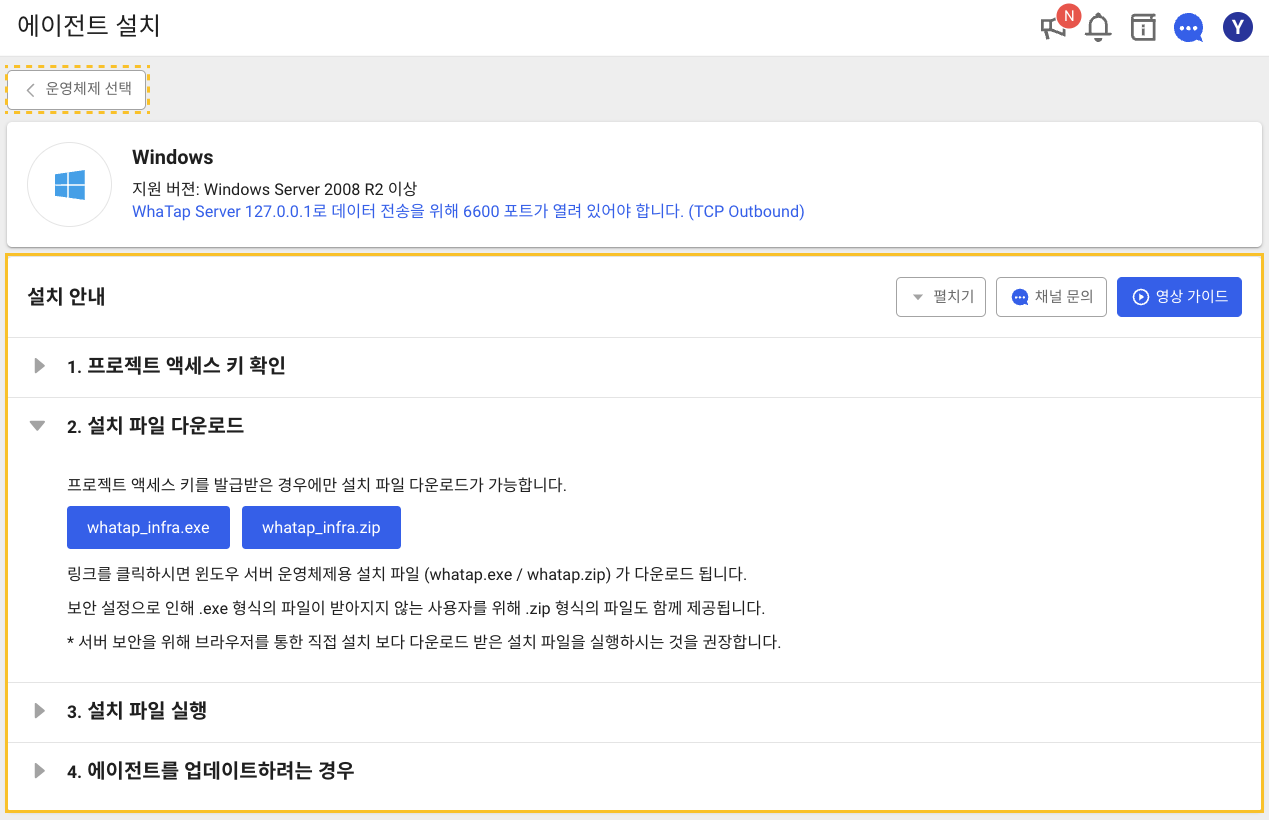 에이전트 설치
N
Y
운영체제 선택
Windows
지원 버젼: Windows Server 2008 R2 이상
WhaTap Server 127.0.0.1로 데이터 전송을 위해 6600 포트가 열려 있어야 합니다. (TCP Outbound)
설치 안내
펼치기
채널 문의
영상 가이드
1. 프로젝트 액세스 키 확인
2. 설치 파일 다운로드
프로젝트 액세스 키를 발급받은 경우에만 설치 파일 다운로드가 가능합니다.
whatap_infra.exe
whatap_infra.zip
링크를 클릭하시면 윈도우 서버 운영체제용 설치 파일 (whatap.exe / whatap.zip) 가 다운로드 됩니다.
보안 설정으로 인해 .exe 형식의 파일이 받아지지 않는 사용자를 위해 .zip 형식의 파일도 함께 제공됩니다.
* 서버 보안을 위해 브라우저를 통한 직접 설치 보다 다운로드 받은 설치 파일을 실행하시는 것을 권장합니다.
3. 설치 파일 실행
4. 에이전트를 업데이트하려는 경우